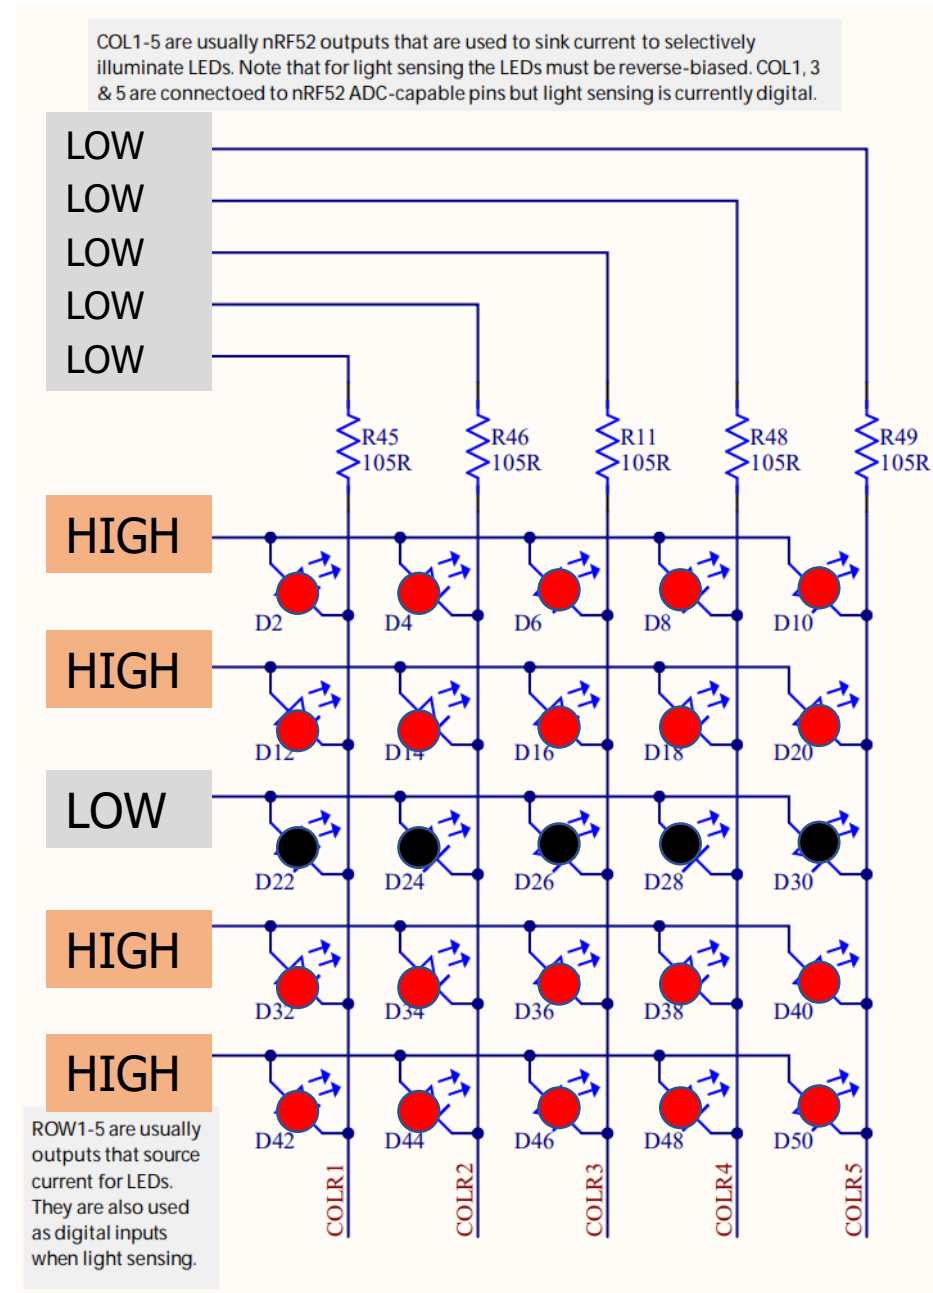 COL1-5 are usually nRF52 outputs that are used to sink current to selectively
illuminate LEDs. Note that for light sensing the LEDs must be reverse-biased. COL1, 3
& 5 are connectoed to nRF52 ADC-capable pins but light sensing is currently digital.
LOW
LOW
LOW
LOW
LOW
R45 R46 R11 R48 R49
105R 105R 105R 105R 105R
HIGH
D2 D4 D6 D8 D10
HIGH
D12 D14 D16 D18 D20
LOW
D22 D24 D26 D28 D30
HIGH
D32 D34 D36 D38 D40
HIGH
D42 D44 D46 D48 D50
ROW1-5 are usually
outputs that source
current for LEDs.
They are also used
as digital inputs
when light sensing.
COLR1
COLR2
COLR3
COLR4
COLR5